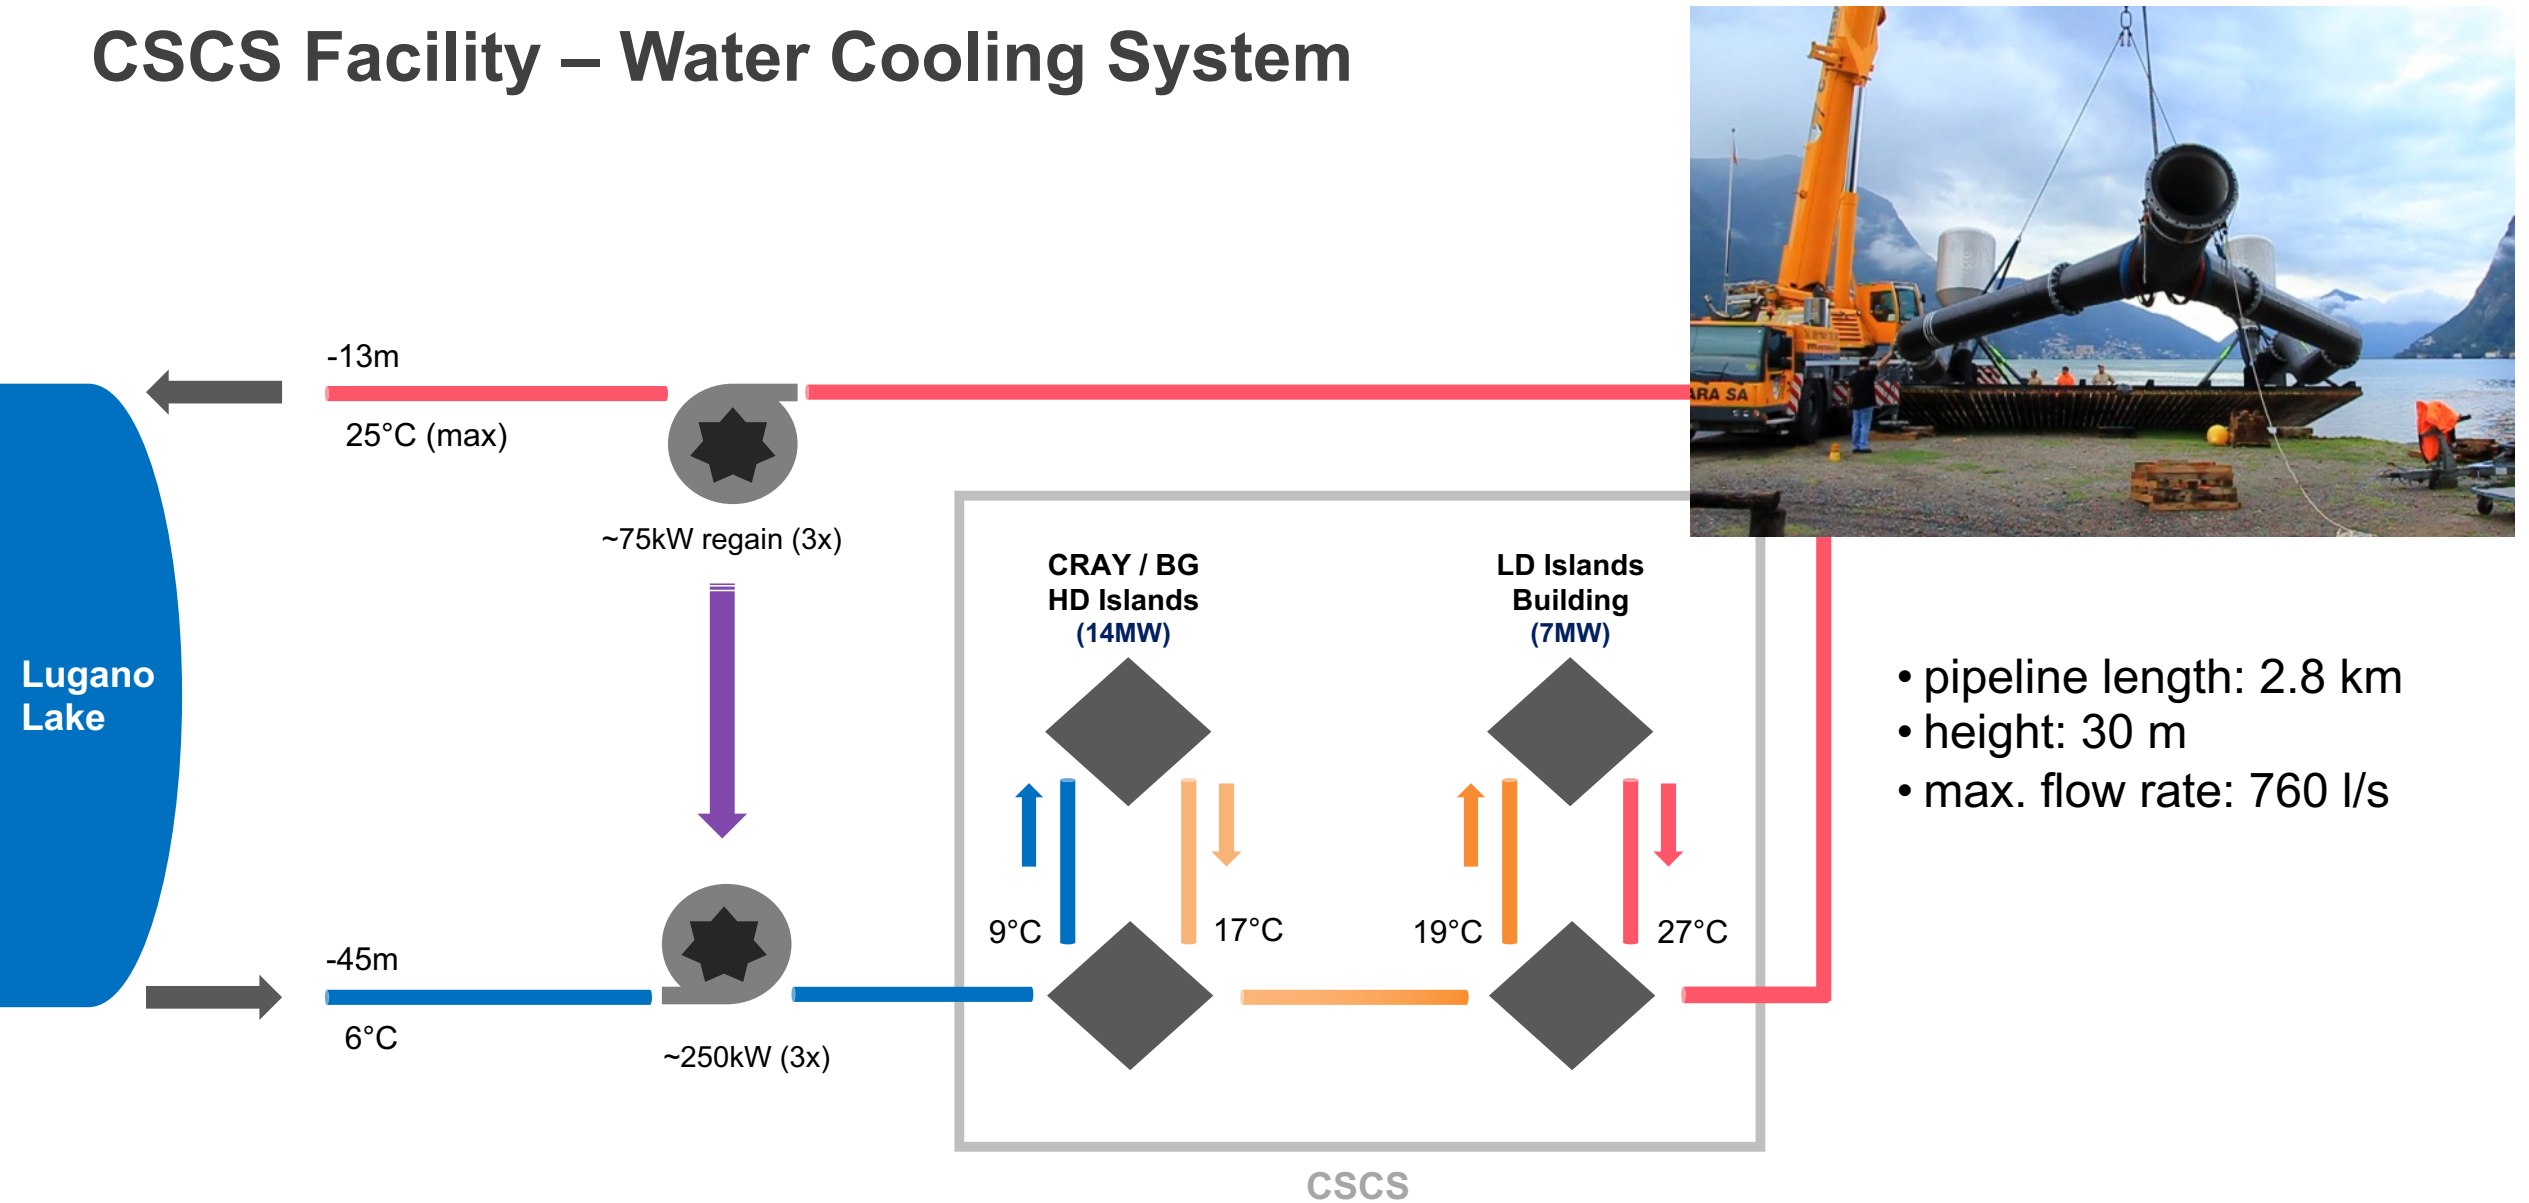 CSCS Facility – Water Cooling System
-13m
25°C (max)
~75kW regain (3x)
ARA SA
CRAY / BG
HD Islands
(14MW)
LD Islands
Building
(7MW)
Lugano
Lake
• pipeline length: 2.8 km
• height: 30 m
• max. flow rate: 760 l/s
9°C
17°C
19°C
27°C
-45m
6°C
~250kW (3x)
CSCS